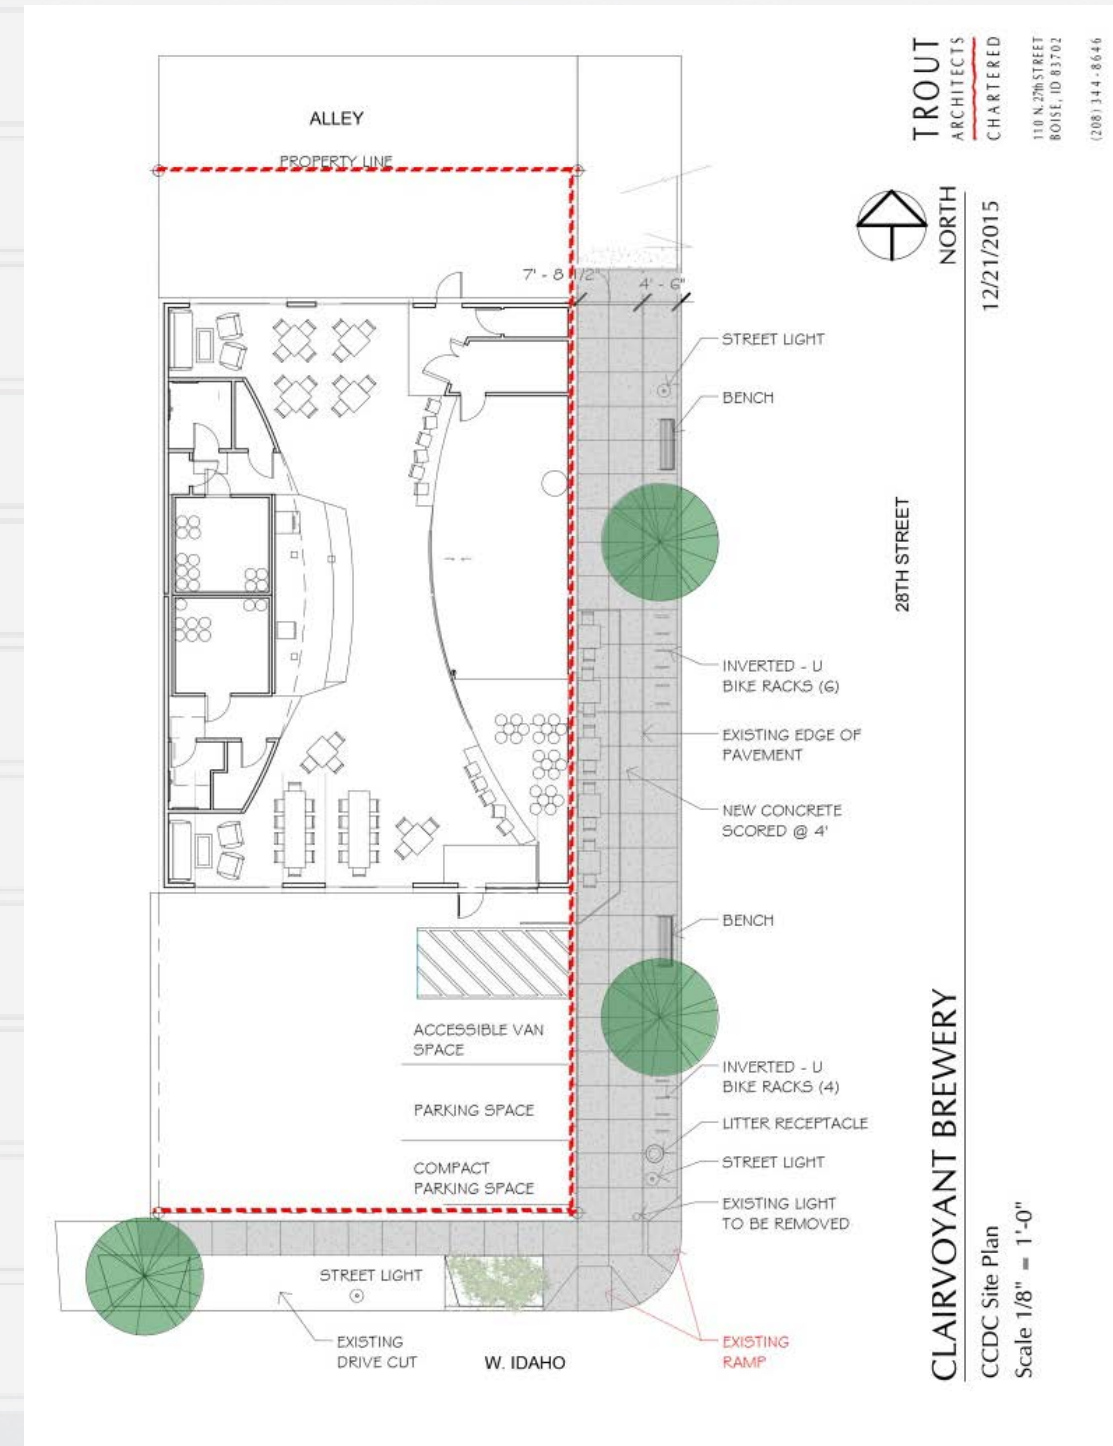 TROUT
ARCHITECTS
CHARTERED
110 N. 27th STREET
BOISE, ID 83702
(208) 344-8646
NORTH
12/21/2015
ALLEY
PROPERTY LINE
7' - 8 1/2"
4' - 6"
STREET LIGHT
BENCH
28TH STREET
INVERTED - U
BIKE RACKS (6)
EXISTING EDGE OF
PAVEMENT
NEW CONCRETE
SCORED @ 4'
BENCH
ACCESSIBLE VAN
SPACE
PARKING SPACE
COMPACT
PARKING SPACE
INVERTED - U
BIKE RACKS (4)
LITTER RECEPTACLE
STREET LIGHT
EXISTING LIGHT
TO BE REMOVED
STREET LIGHT
EXISTING
DRIVE CUT
W. IDAHO
EXISTING
RAMP
CLAIRVOYANT BREWERY
CCDC Site Plan
Scale 1/8" = 1'-0"